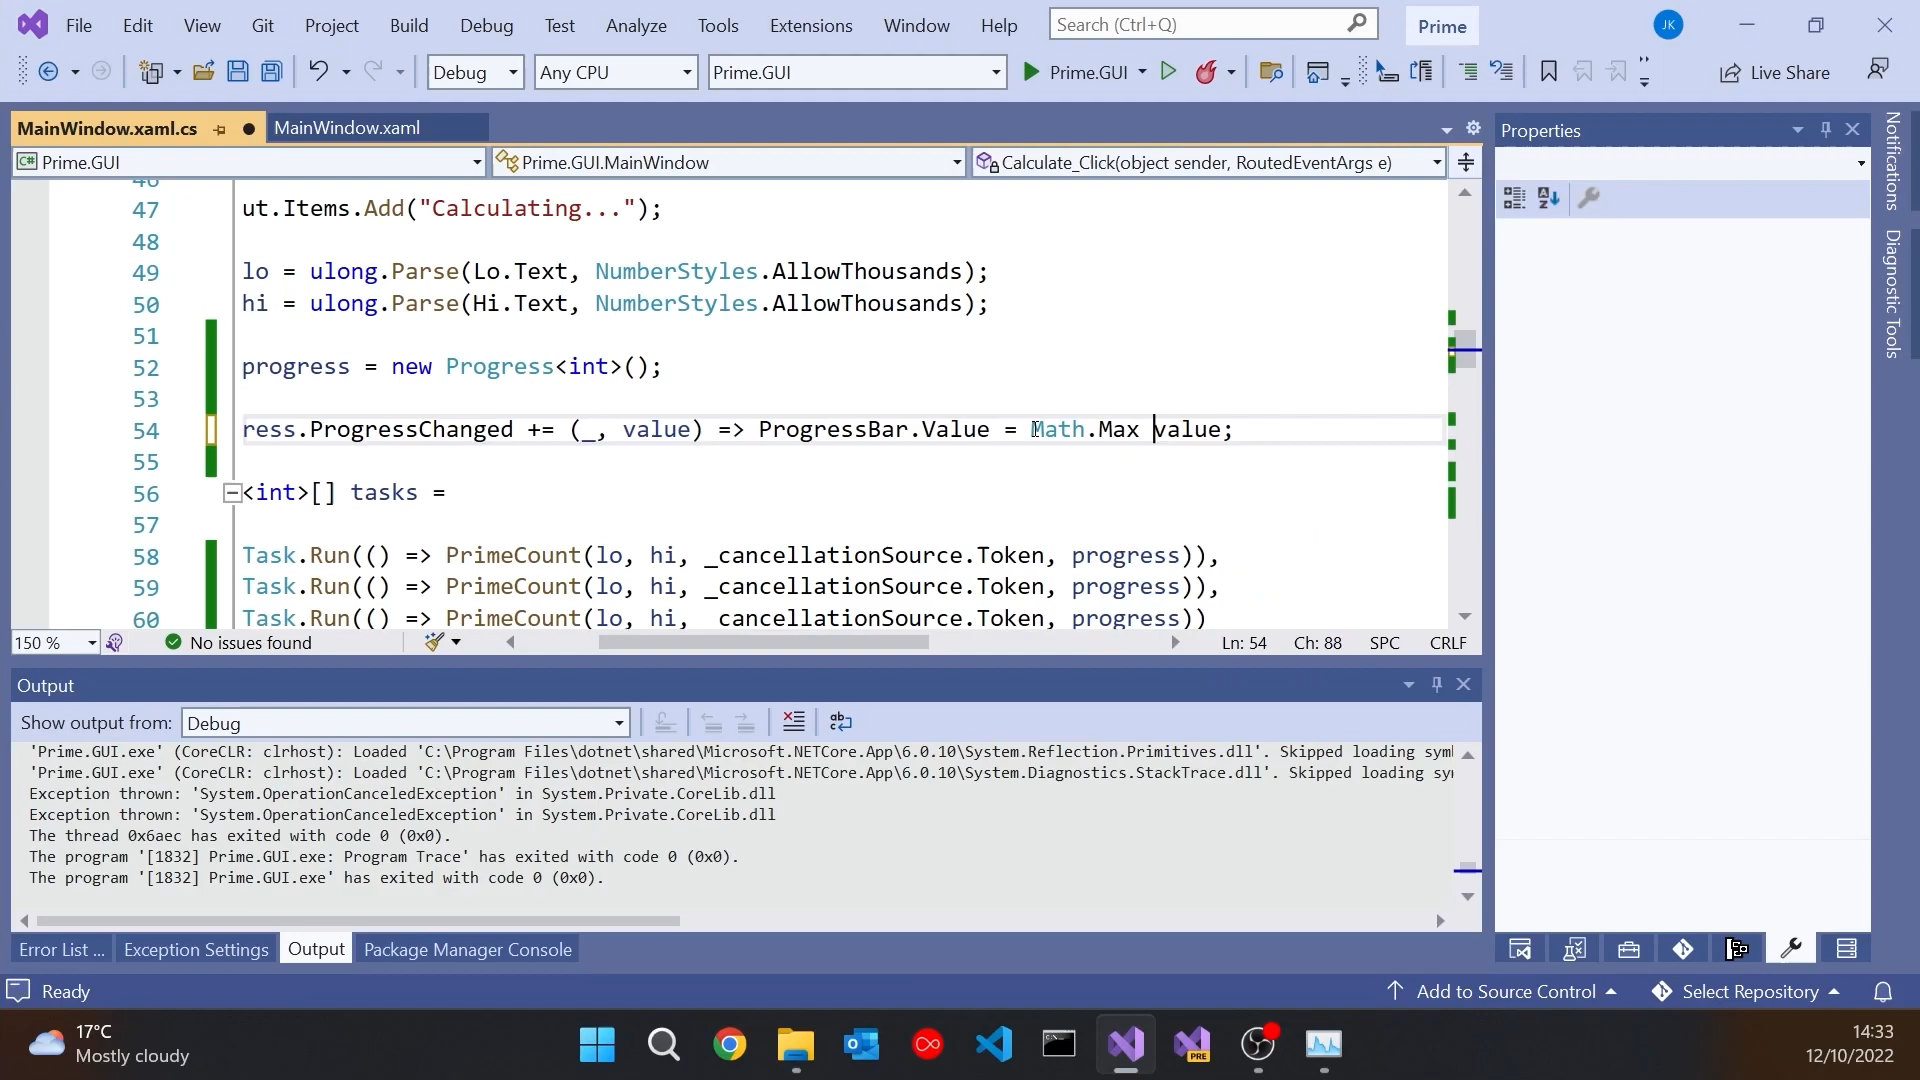 File Edit View Git Project Build Debug Test Analyze Tools Extensions Window Help Search (Ctrl+Q) Prime JK
Debug Any CPU Prime.GUI Prime.GUI Live Share
MainWindow.xaml.cs MainWindow.xaml
Prime.GUI Prime.GUI.MainWindow Calculate_Click(object sender, RoutedEventArgs e)
46
47 ut.Items.Add("Calculating...");
48
49 lo = ulong.Parse(Lo.Text, NumberStyles.AllowThousands);
50 hi = ulong.Parse(Hi.Text, NumberStyles.AllowThousands);
51
52 progress = new Progress<int>();
53
54 ress.ProgressChanged += (_, value) => ProgressBar.Value = Math.Max value;
55
56 <int>[] tasks =
57
58 Task.Run(() => PrimeCount(lo, hi, _cancellationSource.Token, progress)),
59 Task.Run(() => PrimeCount(lo, hi, _cancellationSource.Token, progress)),
60 Task.Run(() => PrimeCount(lo, hi, cancellationSource.Token, progress))
150 % No issues found Ln: 54 Ch: 88 SPC CRLF
Output
Show output from: Debug
'Prime.GUI.exe' (CoreCLR: clrhost): Loaded 'C:\Program Files\dotnet\shared\Microsoft.NETCore.App\6.0.10\System.Reflection.Primitives.dll'. Skipped loading syml
'Prime.GUI.exe' (CoreCLR: clrhost): Loaded 'C:\Program Files\dotnet\shared\Microsoft.NETCore.App\6.0.10\System.Diagnostics.StackTrace.dll'. Skipped loading syn
Exception thrown: 'System.OperationCanceledException' in System.Private.CoreLib.dll
Exception thrown: 'System.OperationCanceledException' in System.Private.CoreLib.dll
The thread 0x6aec has exited with code 0 (0x0).
The program '[1832] Prime.GUI.exe: Program Trace' has exited with code 0 (0x0).
The program '[1832] Prime.GUI.exe' has exited with code 0 (0x0).
Error List ... Exception Settings Output Package Manager Console
Properties
Notifications
Diagnostic Tools
Ready Add to Source Control Select Repository
17°C
Mostly cloudy
PRE
14:33
12/10/2022